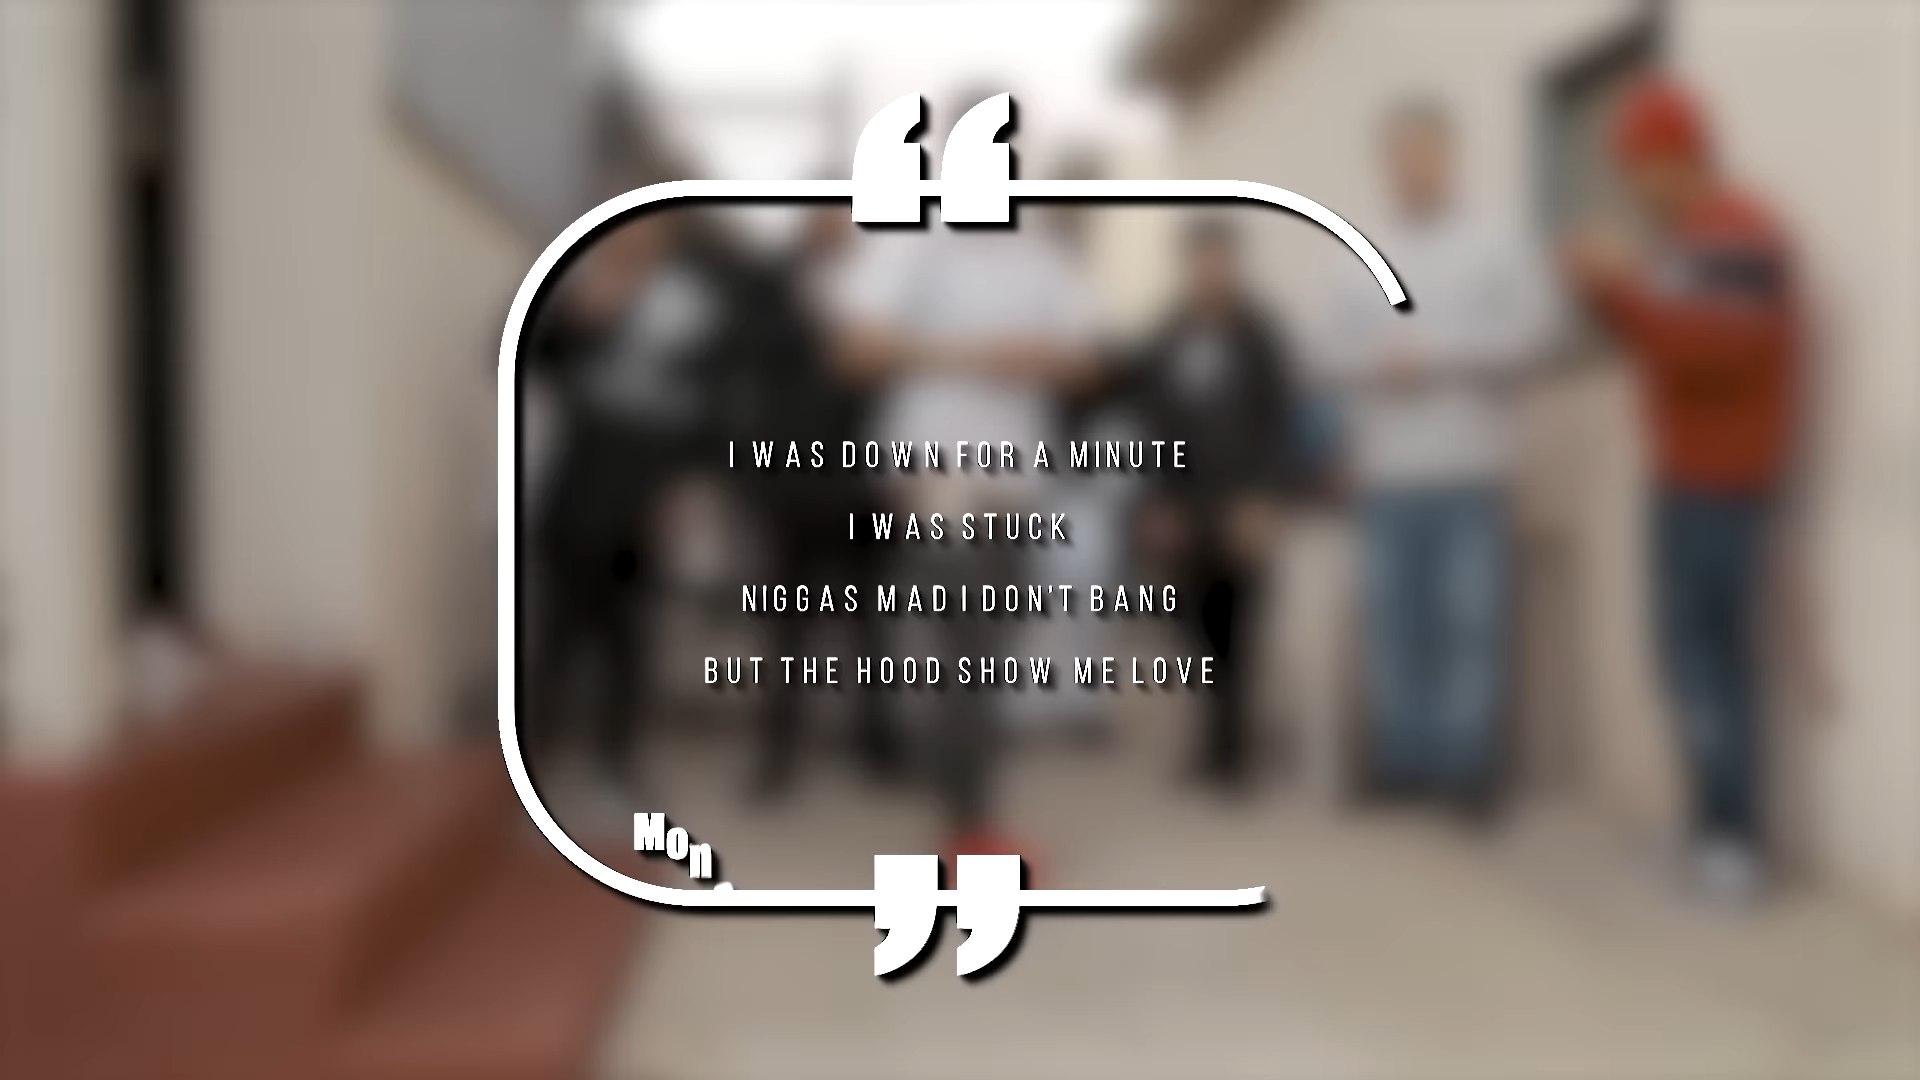 I WAS DOWN FOR A MINUTE
I WAS STUCK
NIGGAS MAD I DON'T BANG
BUT THE HOOD SHOW ME LOVE
Mon